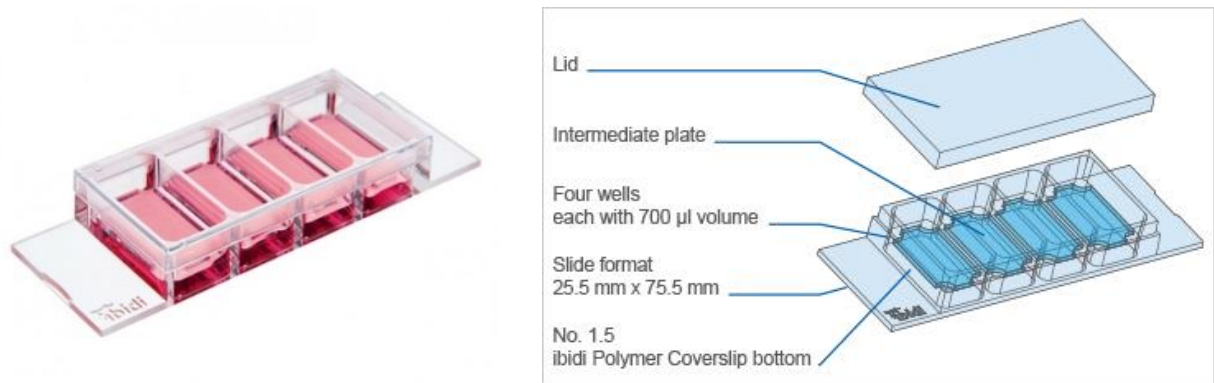 ibidi
Lid
Intermediate plate
Four wells
each with 700 µl volume
Slide format
25.5 mm x 75.5 mm
No. 1.5
ibidi Polymer Coverslip bottom
ibidi